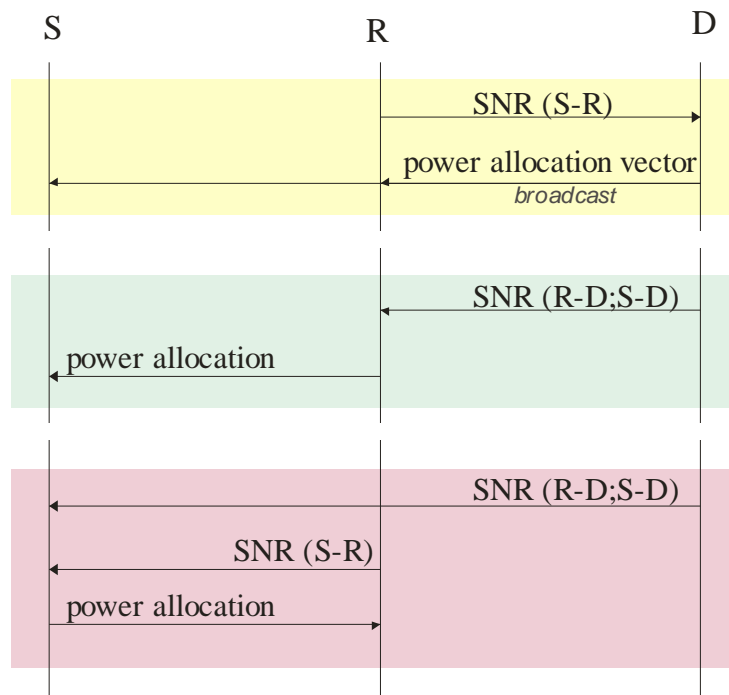 S
R
D
SNR (S-R)
power allocation vector
broadcast
SNR (R-D;S-D)
power allocation
SNR (R-D;S-D)
SNR (S-R)
power allocation